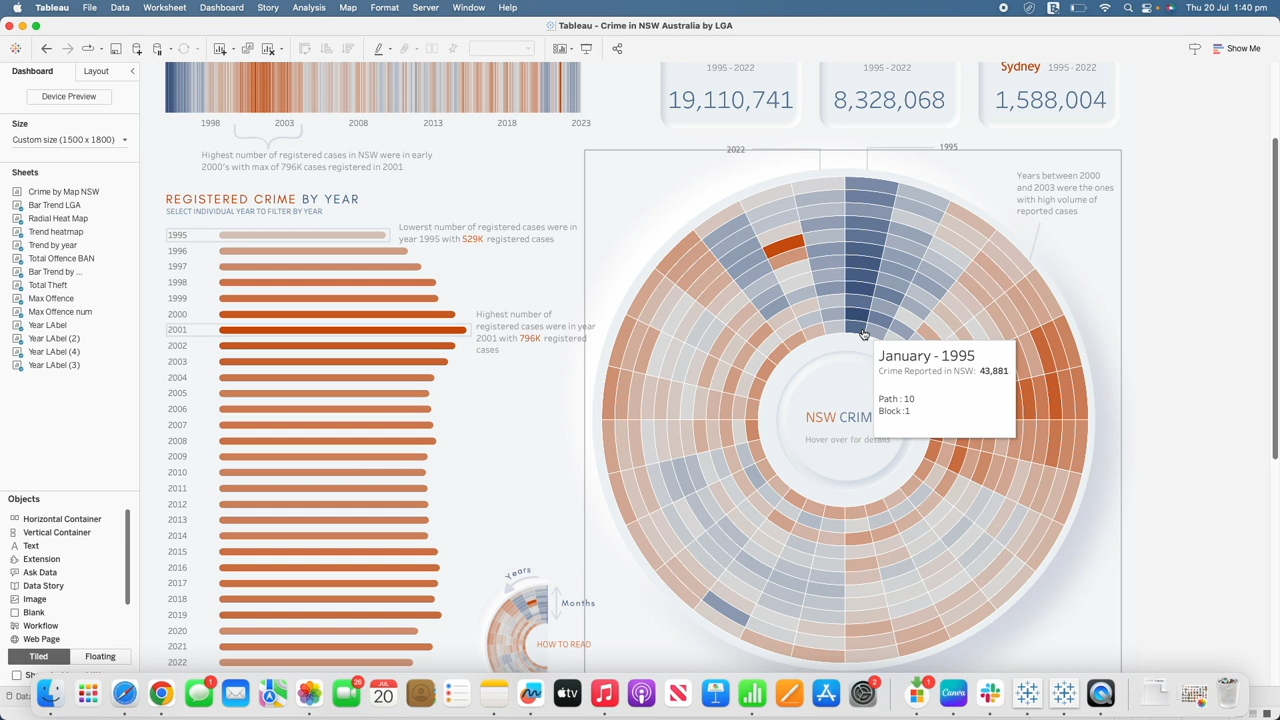 Tableau File Data Worksheet Dashboard Story Analysis Map Format Server Window Help Thu 20 Jul 1:40 pm
Tableau - Crime in NSW Australia by LGA
Show Me
Dashboard Layout
Device Preview
Size
Custom size (1500 x 1800)
Sheets
Crime by Map NSW
Bar Trend LGA
Radial Heat Map
Trend heatmap
Trend by year
Total Offence BAN
Bar Trend by ...
Total Theft
Max Offence
Max Offence num
Year LAbel
Year LAbel (2)
Year LAbel (4)
Year LAbel (3)
Objects
Horizontal Container
Vertical Container
Text
Extension
Ask Data
Data Story
Image
Blank
Workflow
Web Page
Tiled Floating
1998 2003 2008 2013 2018 2023
Highest number of registered cases in NSW were in early
2000's with max of 796K cases registered in 2001
1995 - 2022
19,110,741
1995 - 2022
8,328,068
Sydney 1995 - 2022
1,588,004
REGISTERED CRIME BY YEAR
SELECT INDIVIDUAL YEAR TO FILTER BY YEAR
Lowerst number of registered cases were in
year 1995 with 529K registered cases
1995
1996
1997
1998
1999
2000
2001
2002
2003
2004
2005
2006
2007
2008
2009
2010
2011
2012
2013
2014
2015
2016
2017
2018
2019
2020
2021
2022
Highest number of
registered cases were in year
2001 with 796K registered
cases
Years
Months
HOW TO READ
2022 1995
Years between 2000
and 2003 were the ones
with high volume of
reported cases
January - 1995
Crime Reported in NSW: 43,881
Path : 10
Block :1
NSW CRIM
Hover over for details
1
26
JUL
20
2
1
Canva